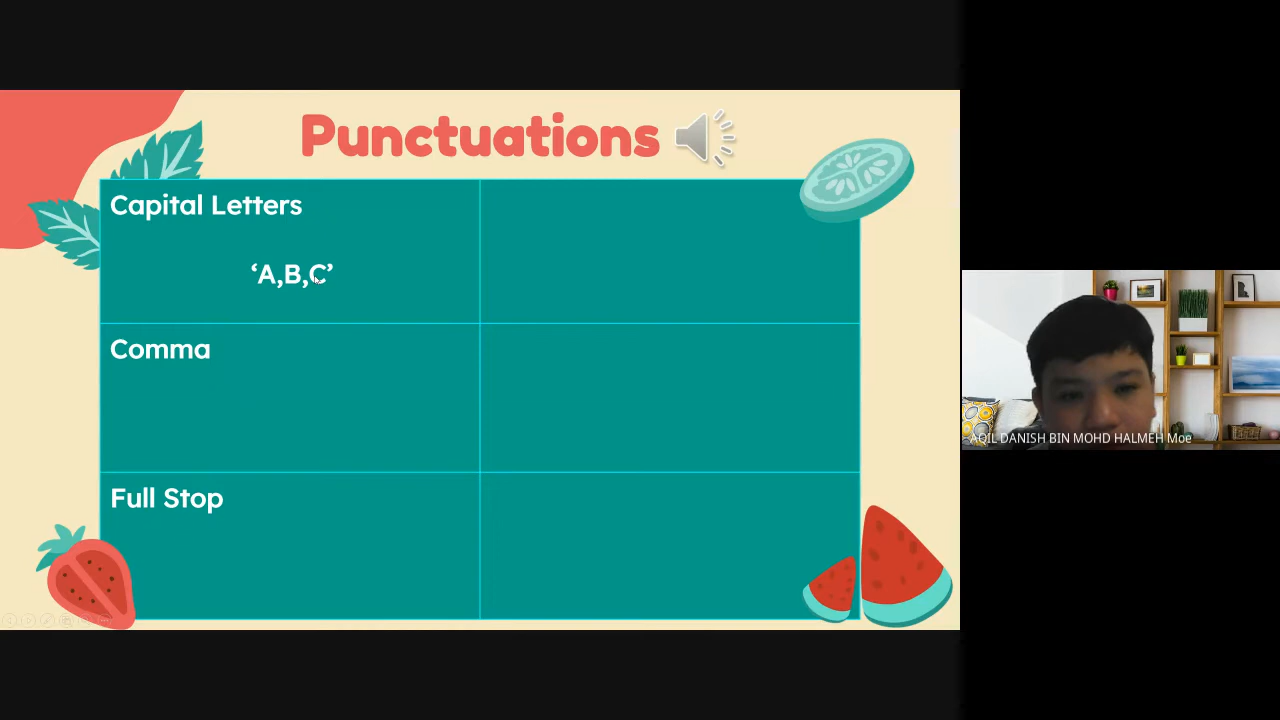 Punctuations
Capital Letters
‘A,B,C’
Comma
Full Stop
AQIL DANISH BIN MOHD HALMEH Moe